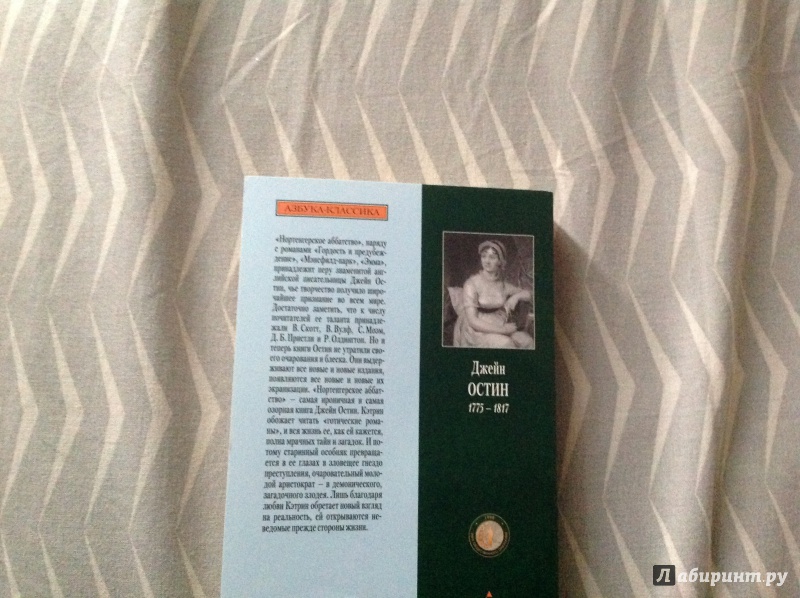 АЗБУКА-КЛАССИКА
«Нортенгерское аббатство», наряду
с романами «Гордость и предубеж-
дение», «Мэнсфилд-парк», «Эмма»,
принадлежит перу знаменитой анг-
лийской писательницы Джейн Ос-
тин, чье творчество получило широ-
чайшее признание во всем мире.
Достаточно заметить, что к числу
почитателей ее таланта принадле-
жали В. Скотт, В. Вулф, С. Моэм,
Д. Б. Пристли и Р. Олдингтон. Но и
теперь книги Остин не утратили сво-
его очарования и блеска. Они выдер-
живают все новые и новые издания,
появляются все новые и новые их
экранизации. «Нортенгерское аббат-
ство» – самая ироничная и самая
озорная книга Джейн Остин. Кэтрин
обожает читать «готические рома-
ны», и вся жизнь ее, как ей кажется,
полна мрачных тайн и загадок. И по-
тому старинный особняк превраща-
ется в ее глазах в зловещее гнездо
преступления, очаровательный моло-
дой аристократ – в демонического,
загадочного злодея. Лишь благодаря
любви Кэтрин обретает новый взгляд
на реальность, ей открываются не-
ведомые прежде стороны жизни.
Джейн
ОСТИН
1775 – 1817
Лабиринт.ру